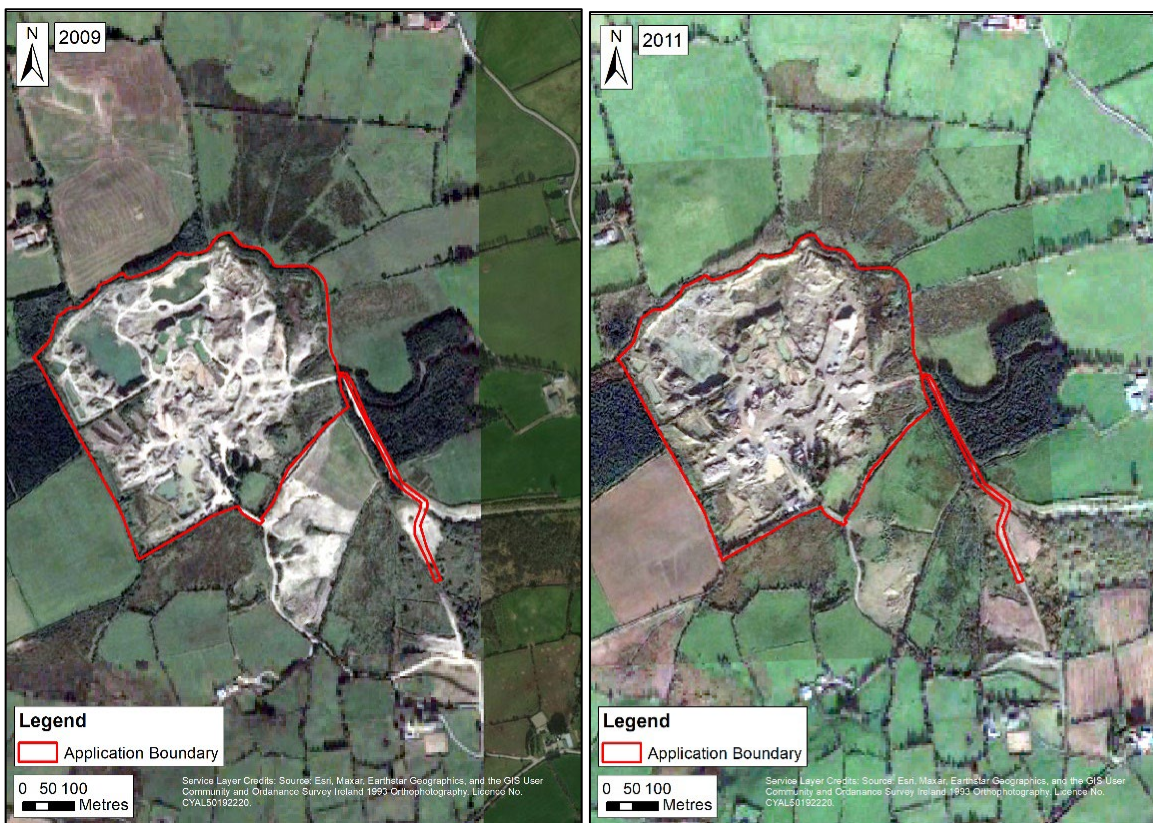 N
2009
Legend
Application Boundary
0 50 100
Metres
Service Layer Credits: Source: Esri, Maxar, Earthstar Geographics, and the GIS User
Community and Ordanance Survey Ireland 1993 Orthophotography. Licence No.
CYAL50192220.
N
2011
Legend
Application Boundary
0 50 100
Metres
Service Layer Credits: Source: Esri, Maxar, Earthstar Geographics, and the GIS User
Community and Ordanance Survey Ireland 1993 Orthophotography. Licence No.
CYAL50192220.